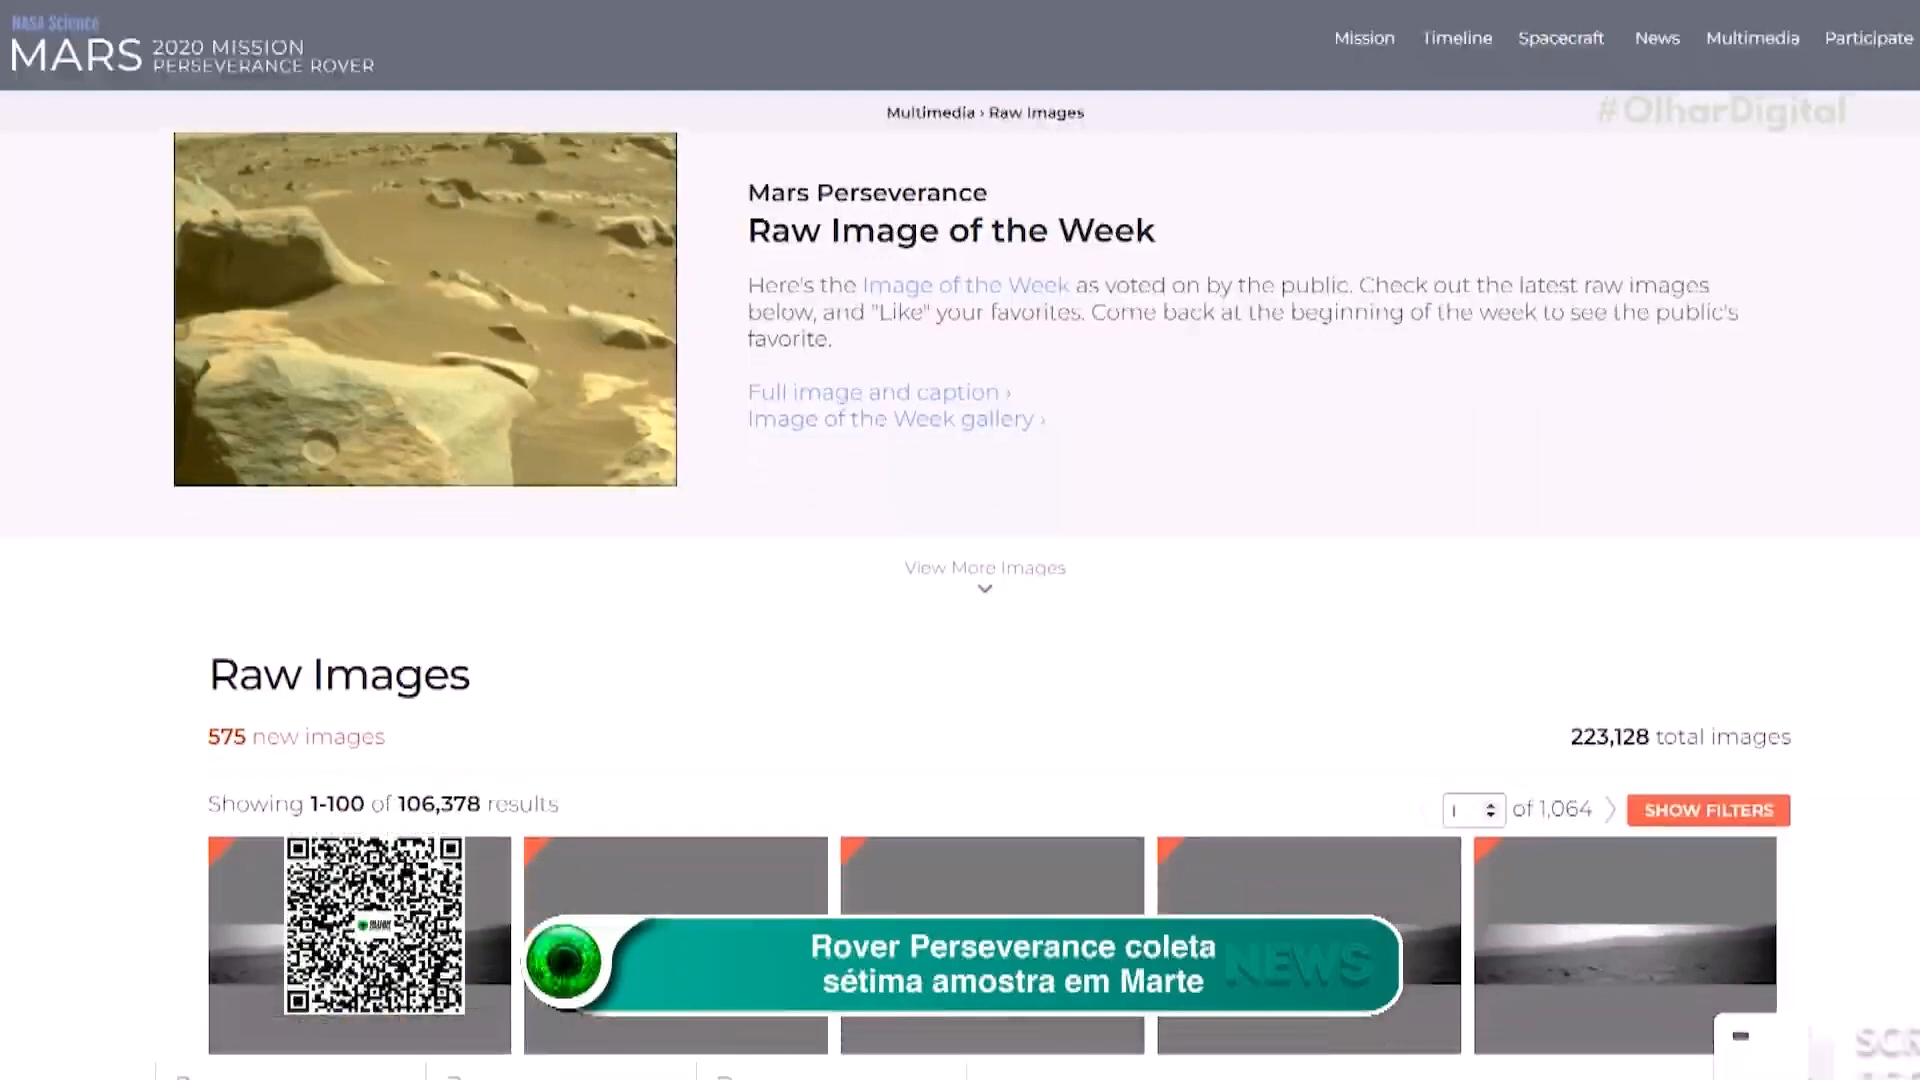 NASA Science
MARS
2020 MISSION
PERSEVERANCE ROVER
Mission Timeline Spacecraft News Multimedia Participate
Multimedia › Raw Images
#OlharDigital
Mars Perseverance
Raw Image of the Week
Here's the Image of the Week as voted on by the public. Check out the latest raw images
below, and "Like" your favorites. Come back at the beginning of the week to see the public's
favorite.
Full image and caption ›
Image of the Week gallery ›
View More Images
Raw Images
575 new images
223,128 total images
Showing 1-100 of 106,378 results
1 of 1,064
SHOW FILTERS
Rover Perseverance coleta
sétima amostra em Marte
NEWS